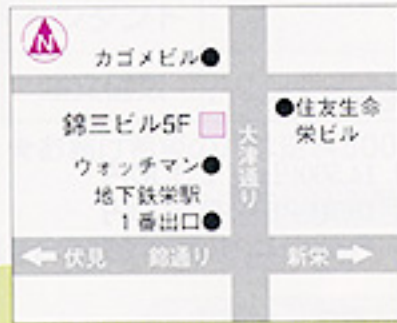 N
カゴメビル
錦三ビル5F
住友生命
栄ビル
ウォッチマン
地下鉄栄駅
1番出口
大津通り
伏見
錦通り
新栄